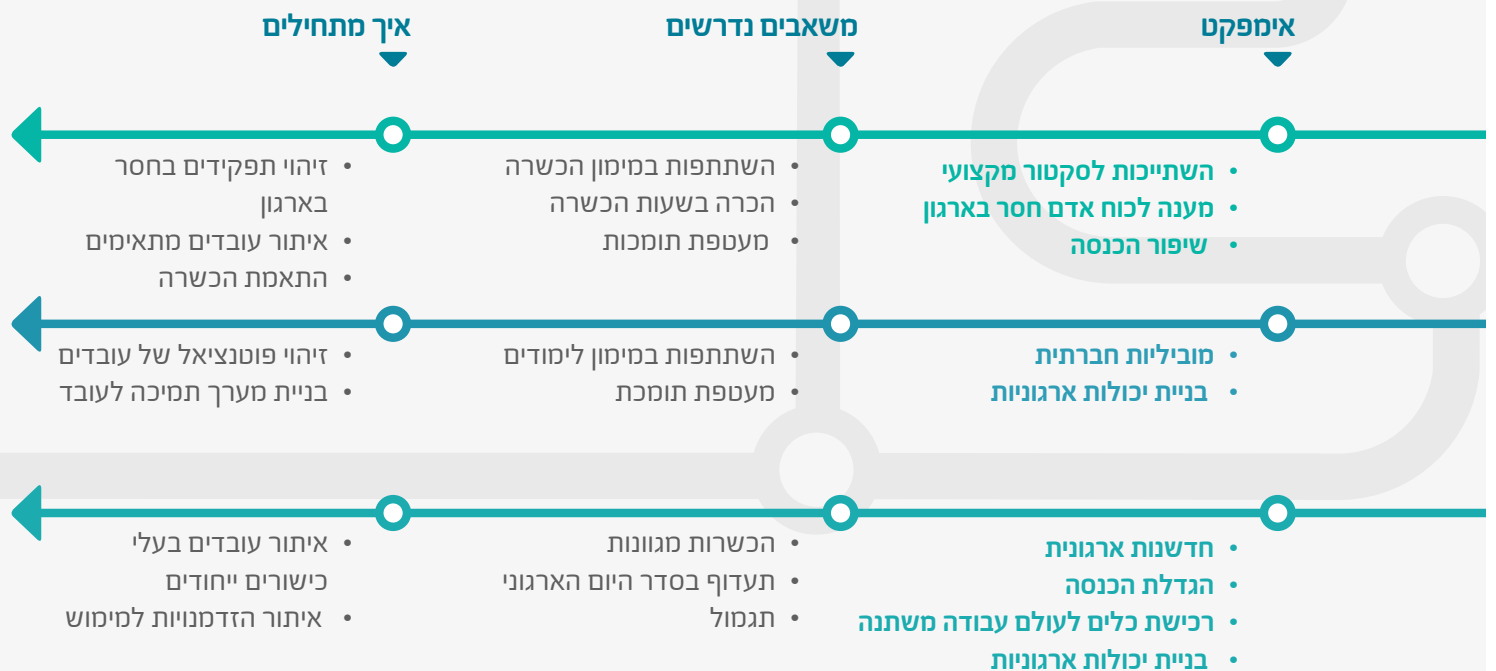 אימפקט
משאבים נדרשים
איך מתחילים
• השתייכות לסקטור מקצועי
• מענה לכוח אדם חסר בארגון
• שיפור הכנסה
• השתתפות במימון הכשרה
• הכרה בשעות הכשרה
• מעטפת תומכות
• זיהוי תפקידים בחסר
בארגון
• איתור עובדים מתאימים
• התאמת הכשרה
• מוביליות חברתית
• בניית יכולות ארגוניות
• השתתפות במימון לימודים
• מעטפת תומכת
• זיהוי פוטנציאל של עובדים
• בניית מערך תמיכה לעובד
• חדשנות ארגונית
• הגדלת הכנסה
• רכישת כלים לעולם עבודה משתנה
• בניית יכולות ארגוניות
• הכשרות מגוונות
• תעדוף בסדר היום הארגוני
• תגמול
• איתור עובדים בעלי
כישורים ייחודים
• איתור הזדמנויות למימוש